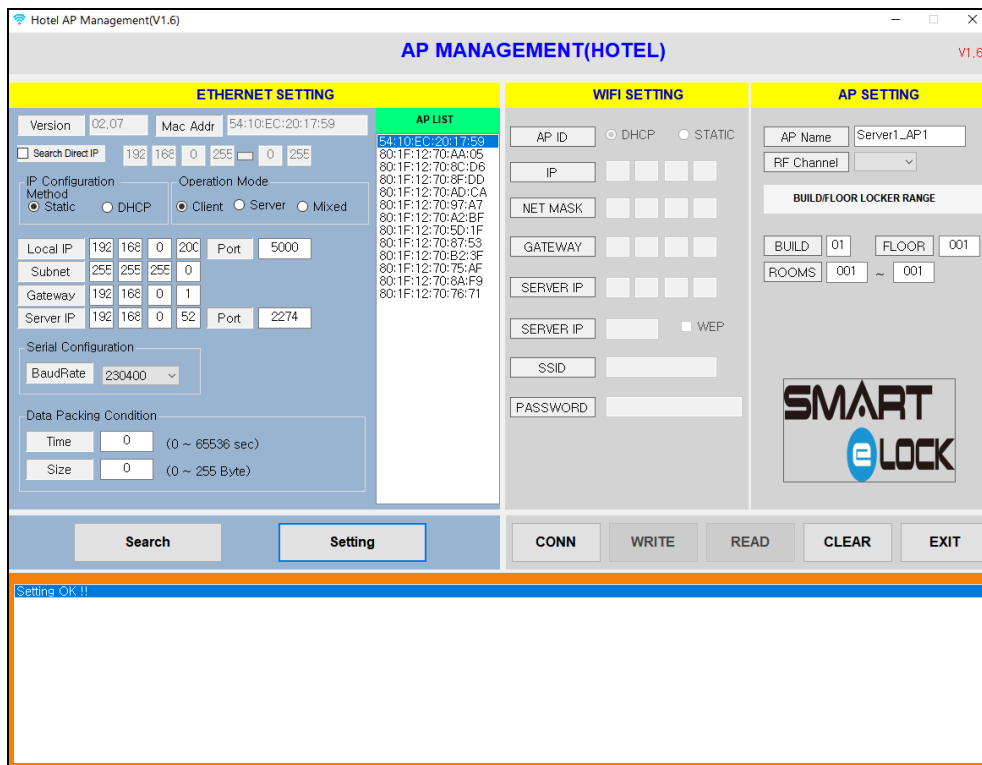 Hotel AP Management(V1.6)
AP MANAGEMENT(HOTEL)
V1.6
ETHERNET SETTING
Version 02.07 Mac Addr 54:10:EC:20:17:59
Search Direct IP 192 168 0 255 0 255
IP Configuration Method
Static DHCP
Operation Mode
Client Server Mixed
Local IP 192 168 0 200 Port 5000
Subnet 255 255 255 0
Gateway 192 168 0 1
Server IP 192 168 0 52 Port 2274
Serial Configuration
BaudRate 230400
Data Packing Condition
Time 0 (0 ~ 65536 sec)
Size 0 (0 ~ 255 Byte)
AP LIST
54:10:EC:20:17:59
80:1F:12:70:AA:05
80:1F:12:70:8C:D6
80:1F:12:70:8F:DD
80:1F:12:70:AD:CA
80:1F:12:70:97:A7
80:1F:12:70:A2:BF
80:1F:12:70:5D:1F
80:1F:12:70:87:53
80:1F:12:70:B2:3F
80:1F:12:70:75:AF
80:1F:12:70:8A:F9
80:1F:12:70:76:71
Search Setting
WIFI SETTING
AP ID DHCP STATIC
IP
NET MASK
GATEWAY
SERVER IP
SERVER IP WEP
SSID
PASSWORD
AP SETTING
AP Name Server1_AP1
RF Channel
BUILD/FLOOR LOCKER RANGE
BUILD 01 FLOOR 001
ROOMS 001 ~ 001
SMART
e LOCK
CONN WRITE READ CLEAR EXIT
Setting OK !!